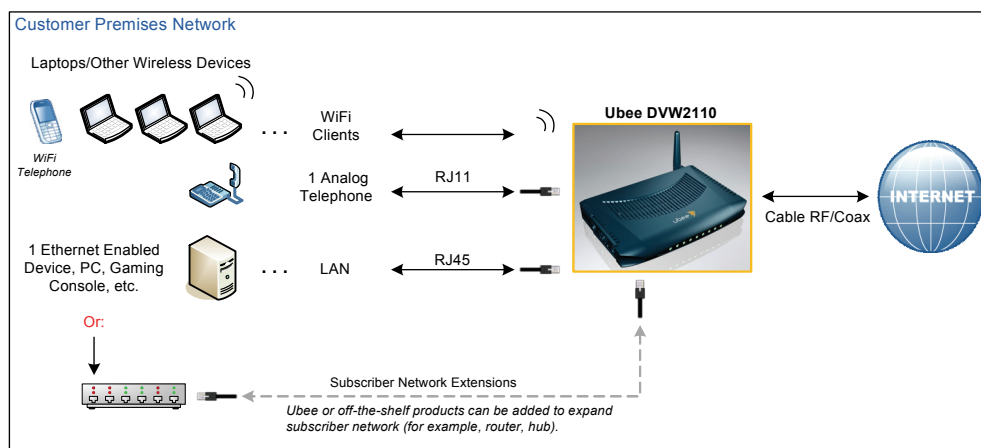 Customer Premises Network
Laptops/Other Wireless Devices
WiFi
Telephone
. . .
WiFi
Clients
Ubee DVW2110
ubee
1 Analog
Telephone
RJ11
Cable RF/Coax
INTERNET
1 Ethernet Enabled
Device, PC, Gaming
Console, etc.
. . .
LAN
RJ45
Or:
Subscriber Network Extensions
Ubee or off-the-shelf products can be added to expand
subscriber network (for example, router, hub).